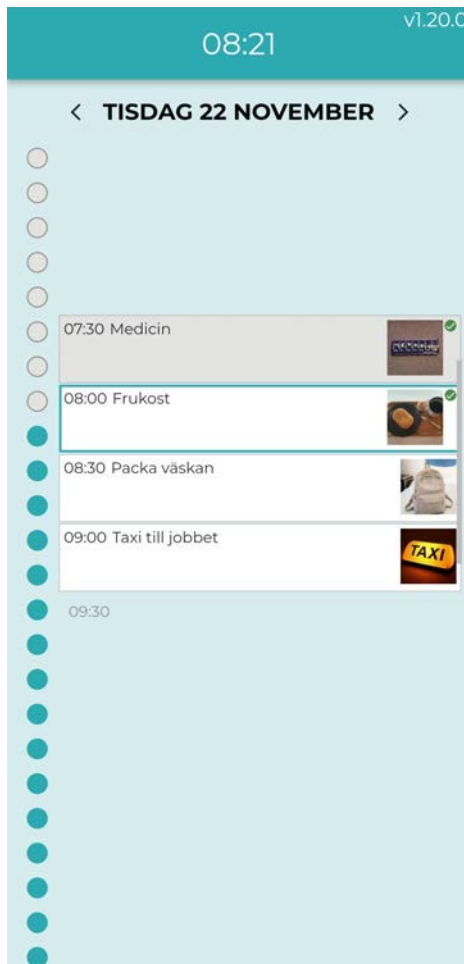 v1.20.0
08:21
< TISDAG 22 NOVEMBER >
07:30 Medicin
08:00 Frukost
08:30 Packa väskan
09:00 Taxi till jobbet
TAXI
09:30